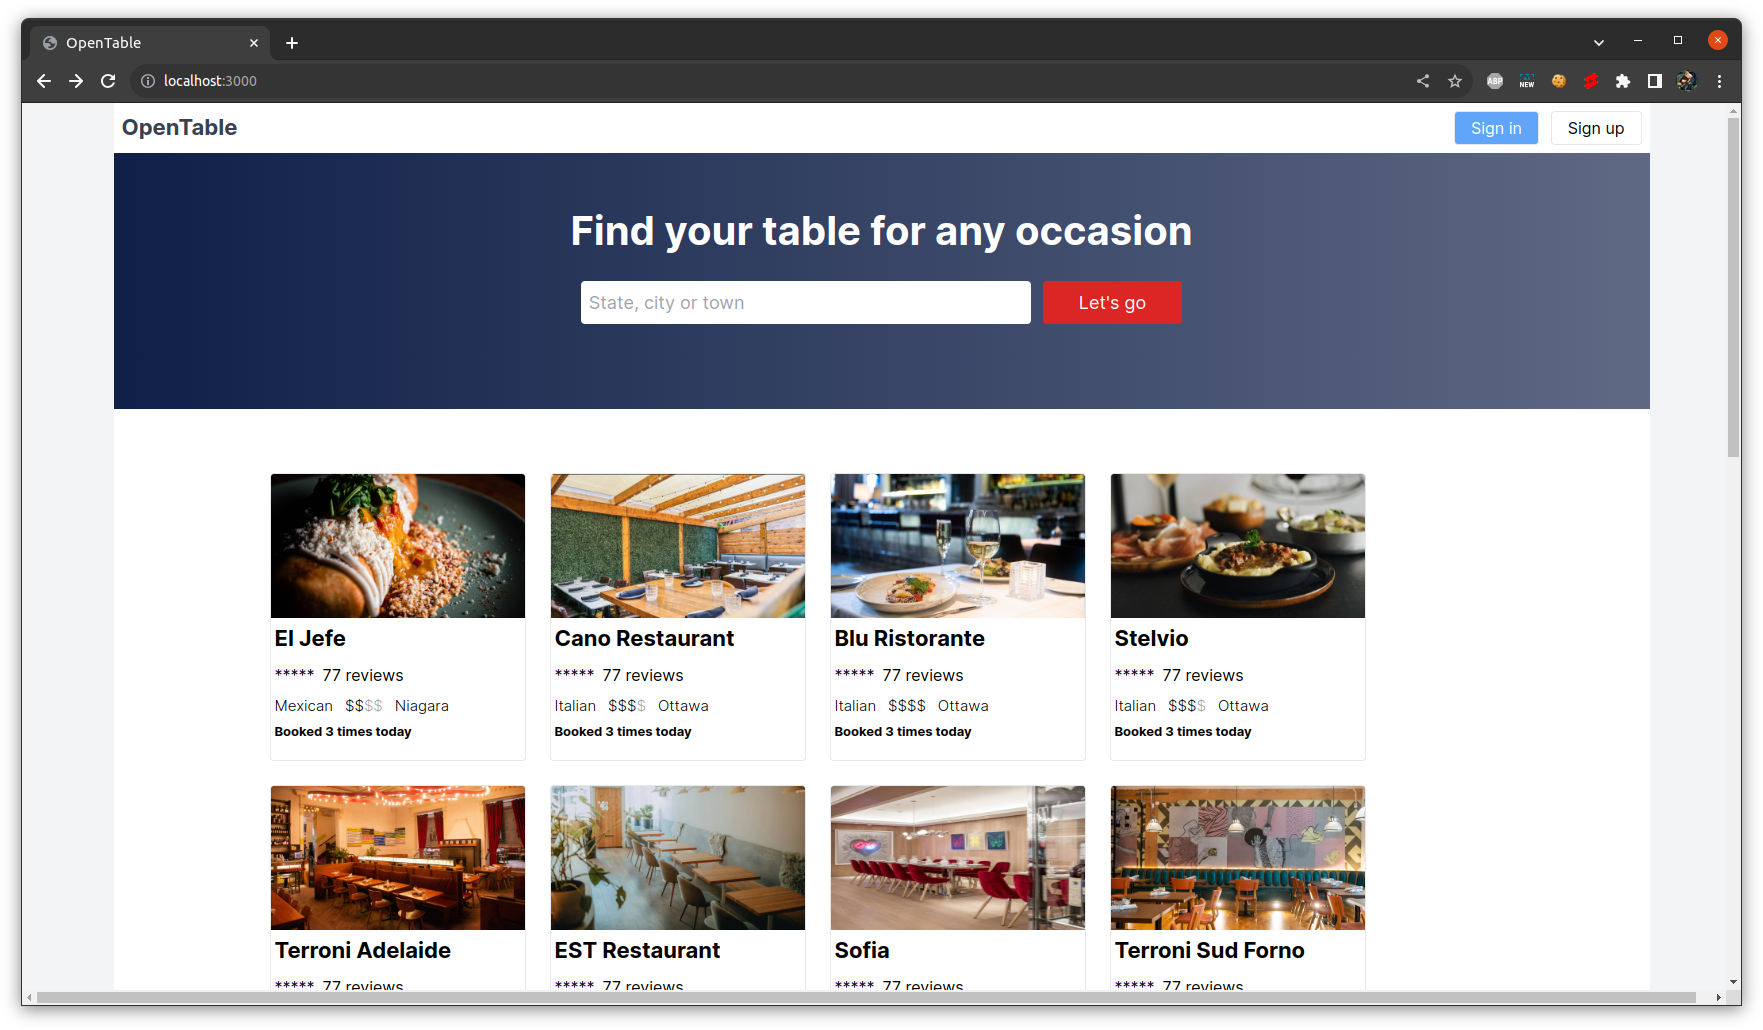 OpenTable
localhost:3000
ABP
NEW
OpenTable
Sign in
Sign up
Find your table for any occasion
State, city or town
Let's go
El Jefe
Cano Restaurant
Blu Ristorante
Stelvio
***** 77 reviews
***** 77 reviews
***** 77 reviews
***** 77 reviews
Mexican $$$$ Niagara
Italian $$$$ Ottawa
Italian $$$$ Ottawa
Italian $$$$ Ottawa
Booked 3 times today
Booked 3 times today
Booked 3 times today
Booked 3 times today
Terroni Adelaide
EST Restaurant
Sofia
Terroni Sud Forno
***** 77 reviews
***** 77 reviews
***** 77 reviews
***** 77 reviews